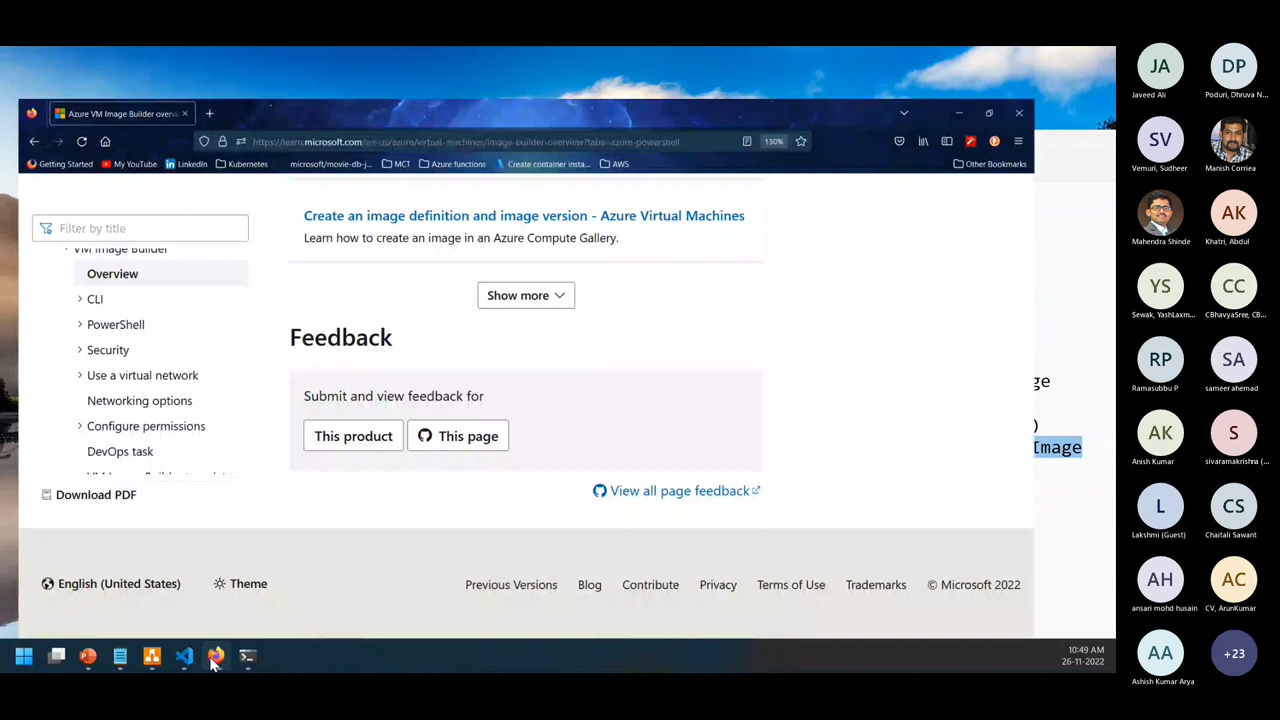 Azure VM Image Builder overvi
https://learn.microsoft.com/en-us/azure/virtual-machines/image-builder-overview?tabs=azure-powershell
130%
Getting Started
My YouTube
LinkedIn
Kubernetes
microsoft/movie-db-j...
MCT
Azure functions
Create container insta...
AWS
Other Bookmarks
Filter by title
VM Image Builder
Overview
CLI
PowerShell
Security
Use a virtual network
Networking options
Configure permissions
DevOps task
Download PDF
Create an image definition and image version - Azure Virtual Machines
Learn how to create an image in an Azure Compute Gallery.
Show more
Feedback
Submit and view feedback for
This product
This page
View all page feedback
English (United States)
Theme
Previous Versions
Blog
Contribute
Privacy
Terms of Use
Trademarks
© Microsoft 2022
ge
)
Image
10:49 AM
26-11-2022
JA
Javeed Ali
DP
Poduri, Dhruva N...
SV
Vemuri, Sudheer
Manish Corriea
Mahendra Shinde
AK
Khatri, Abdul
YS
Sewak, YashLaxm...
CC
CBhavyaSree, CB...
RP
Ramasubbu P
SA
sameer ahemad
AK
Anish Kumar
S
sivaramakrishna (...
L
Lakshmi (Guest)
CS
Chaitali Sawant
AH
ansari mohd husain
AC
CV, ArunKumar
AA
Ashish Kumar Arya
+23